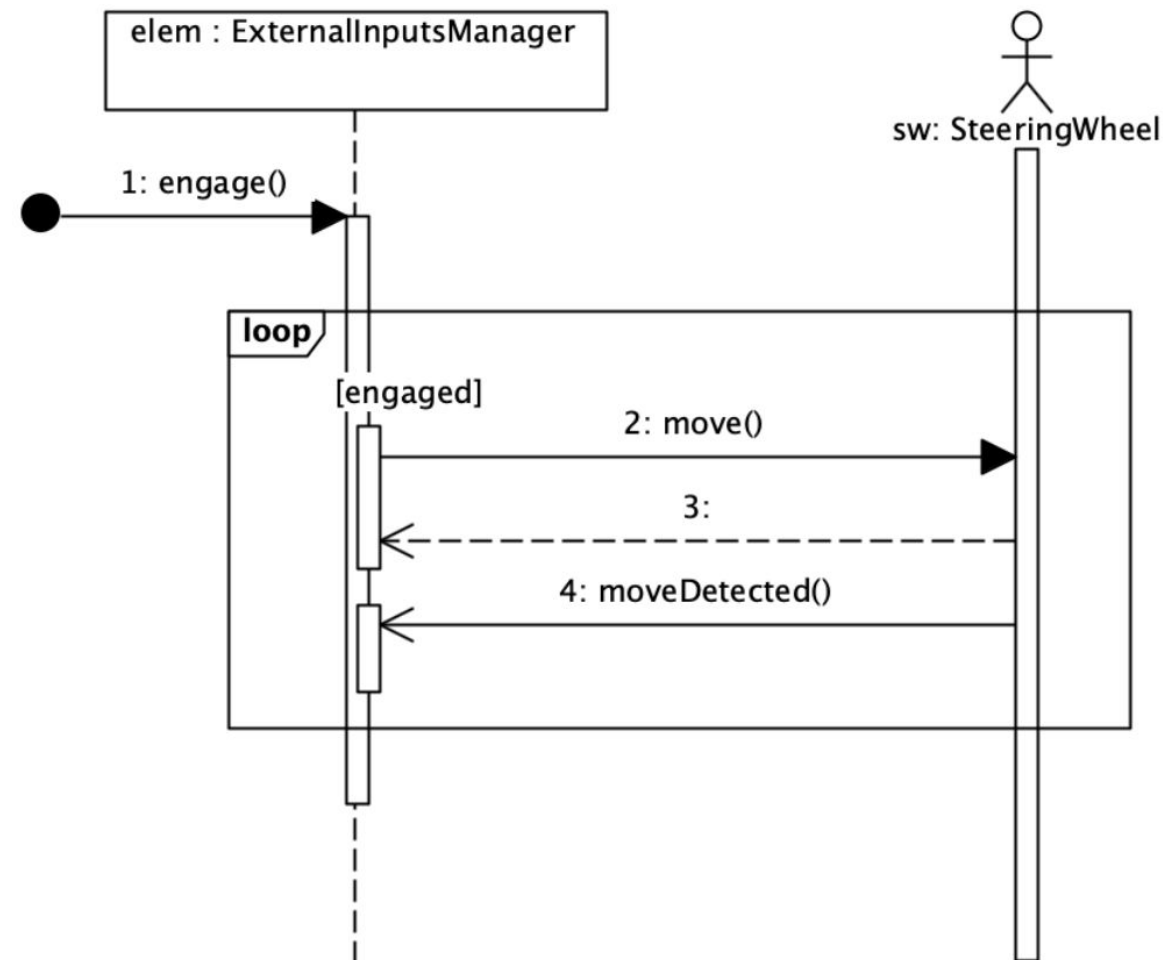 elem : ExternalInputsManager
sw: SteeringWheel
1: engage()
loop
[engaged]
2: move()
3:
4: moveDetected()